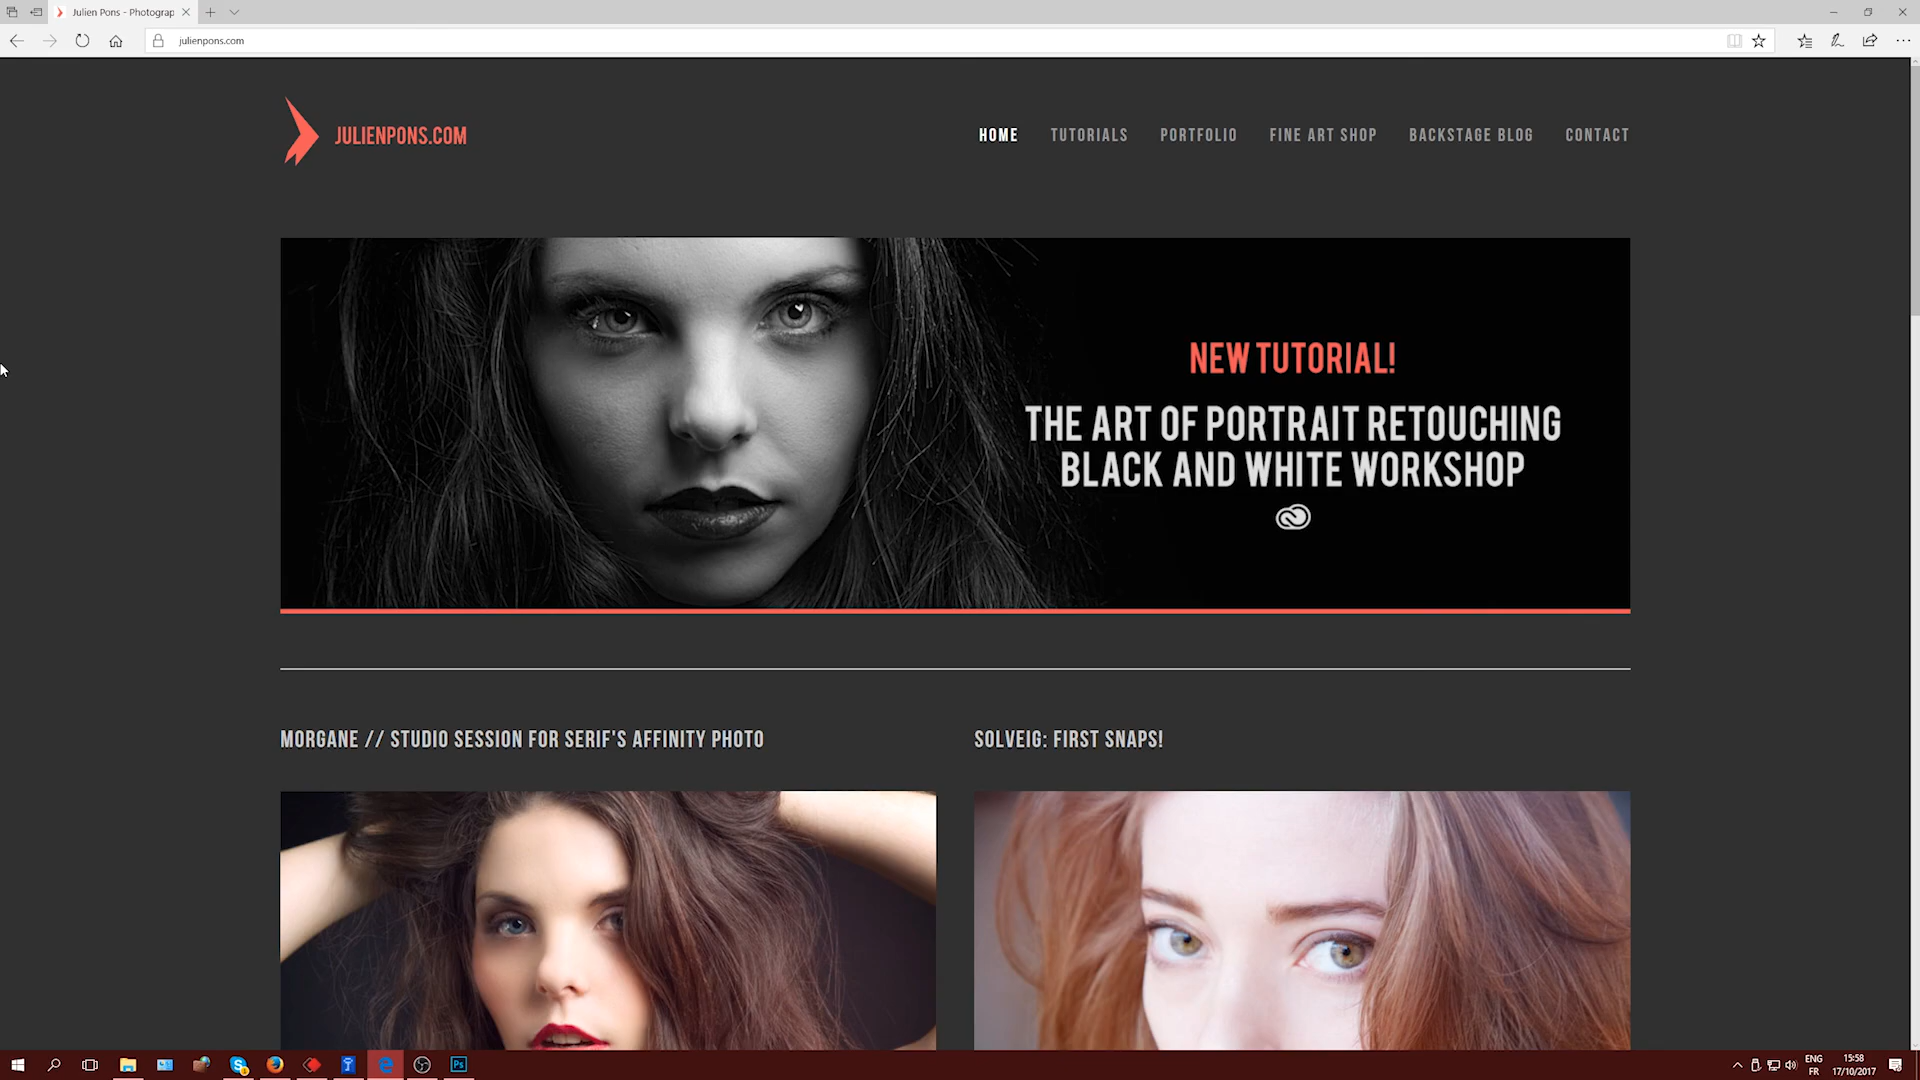 Julien Pons - Photograp
julienpons.com
JULIENPONS.COM
HOME TUTORIALS PORTFOLIO FINE ART SHOP BACKSTAGE BLOG CONTACT
NEW TUTORIAL!
THE ART OF PORTRAIT RETOUCHING
BLACK AND WHITE WORKSHOP
MORGANE // STUDIO SESSION FOR SERIF'S AFFINITY PHOTO
SOLVEIG: FIRST SNAPS!
Ps
ENG
FR
15:58
17/10/2017